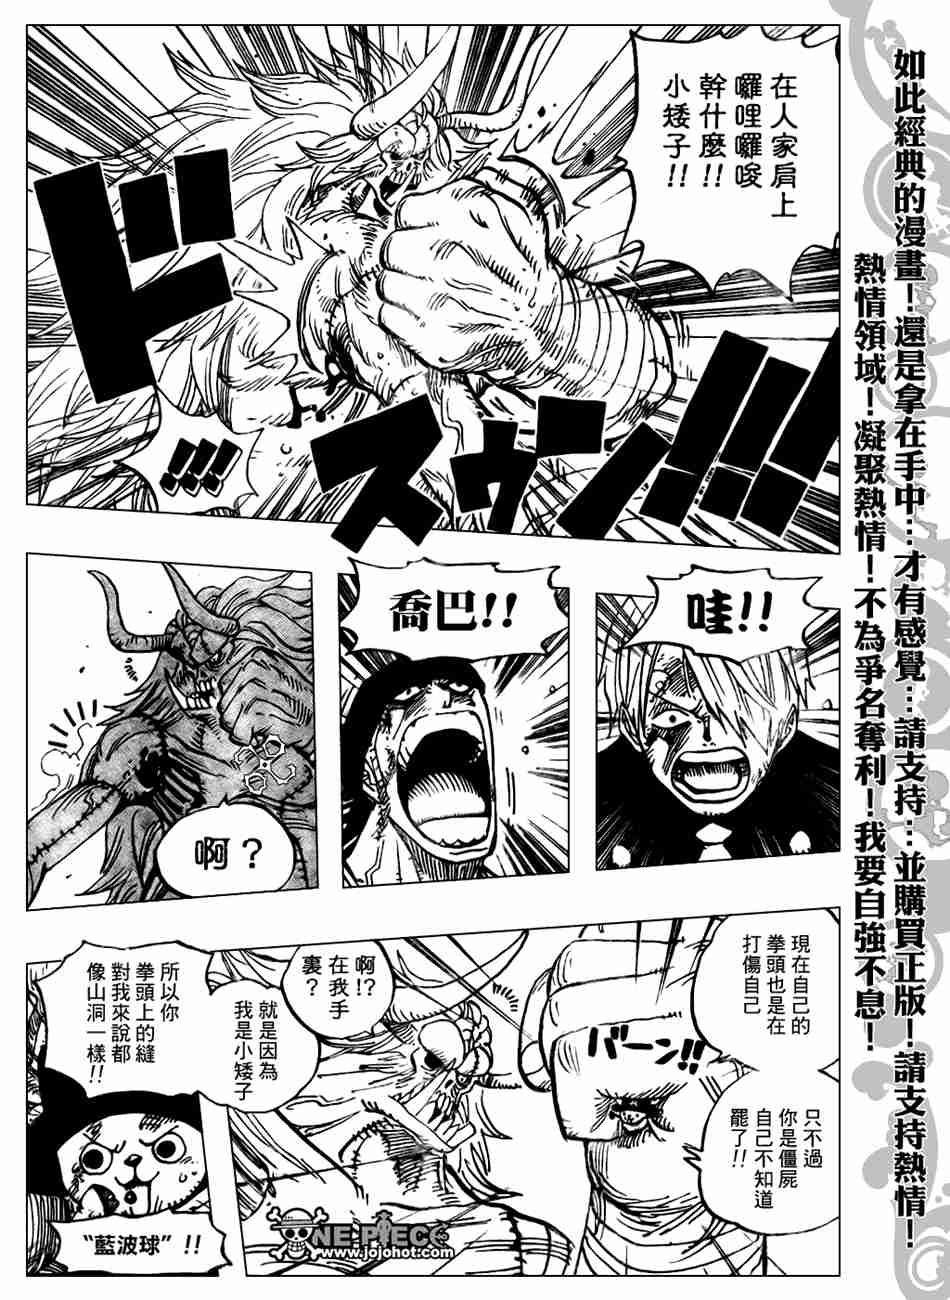 在人家肩上
囉哩囉唆
幹什麼!!
小矮子!!
ドスゥン!!!
!!!
哇!!
喬巴!!
啊？
現在自己的
拳頭也是在
打傷自己
只不過
你是僵屍
自己不知道
罷了!!
バーン!!
啊!?
在我手
裏？
就是因為
我是小矮子
所以你
拳頭上的縫
對我來說都
像山洞一樣!!
“藍波球”!!
ONE PIECE
www.jojohot.com
如此經典的漫畫！還是拿在手中…才有感覺…請支持…並購買正版！請支持熱情！
熱情領域！凝聚熱情！不為爭名奪利！我要自強不息！